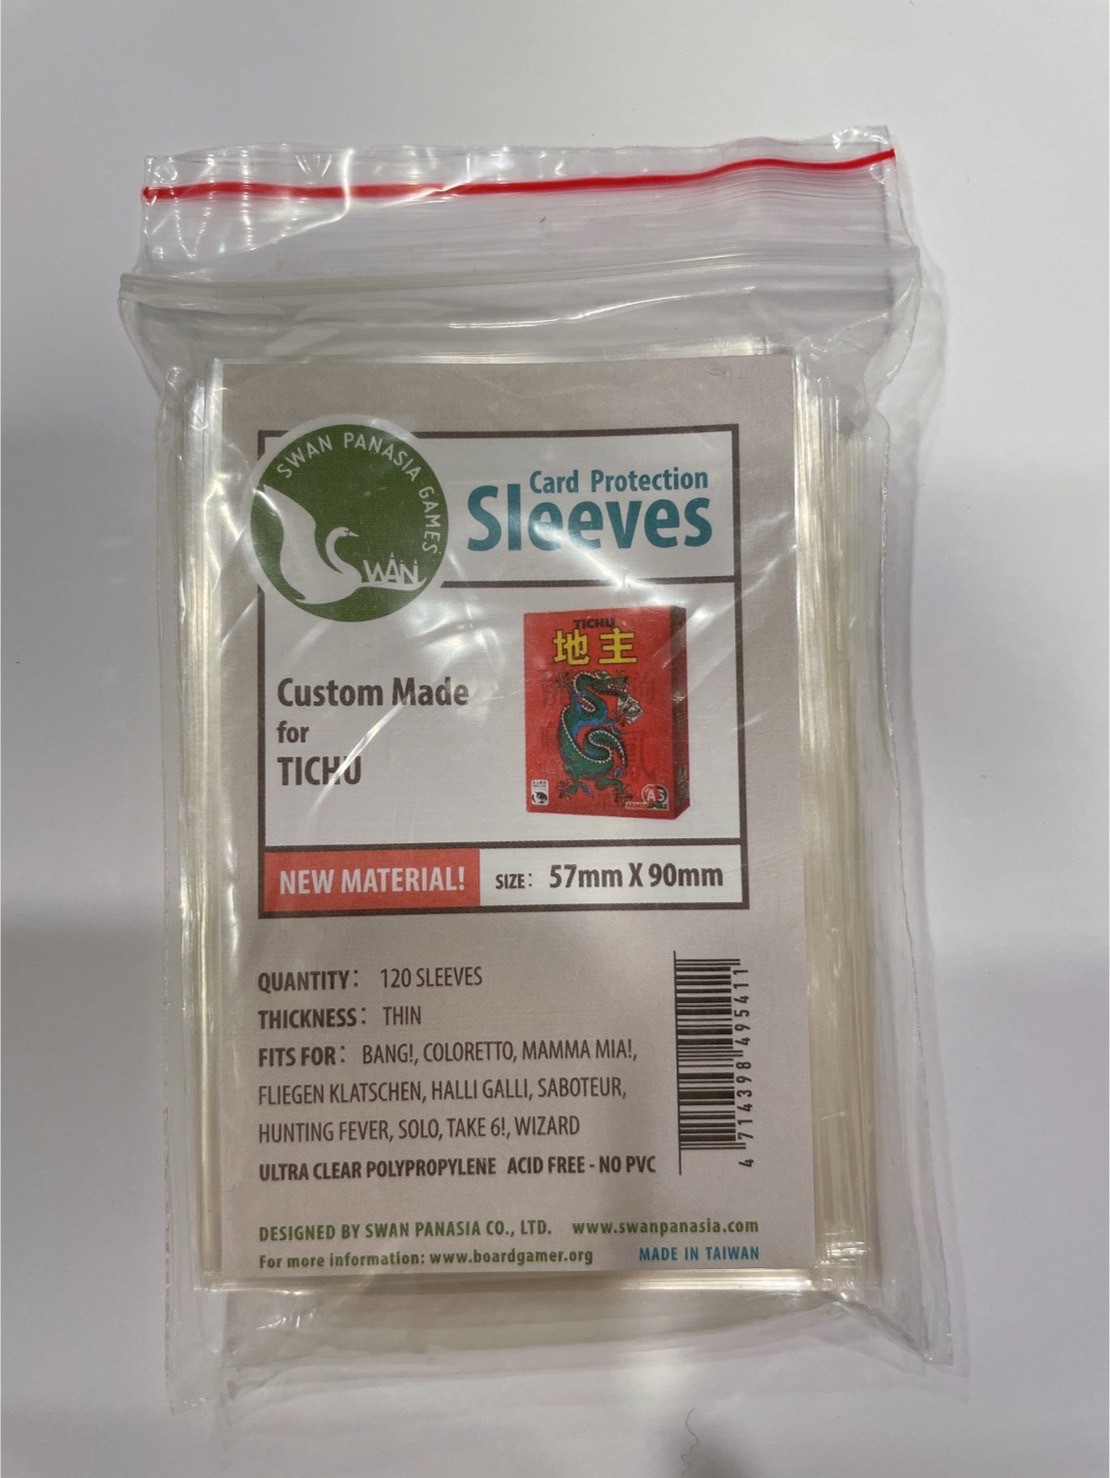 SWAN PANASIA GAMES
SWAN
Card Protection
Sleeves
TICHU
地主
Custom Made
for
TICHU
NEW MATERIAL!
SIZE: 57mm X 90mm
QUANTITY: 120 SLEEVES
THICKNESS: THIN
FITS FOR: BANG!, COLORETTO, MAMMA MIA!,
FLIEGEN KLATSCHEN, HALLI GALLI, SABOTEUR,
HUNTING FEVER, SOLO, TAKE 6!, WIZARD
ULTRA CLEAR POLYPROPYLENE ACID FREE - NO PVC
4 714398 495411
DESIGNED BY SWAN PANASIA CO., LTD. www.swanpanasia.com
For more information: www.boardgamer.org MADE IN TAIWAN